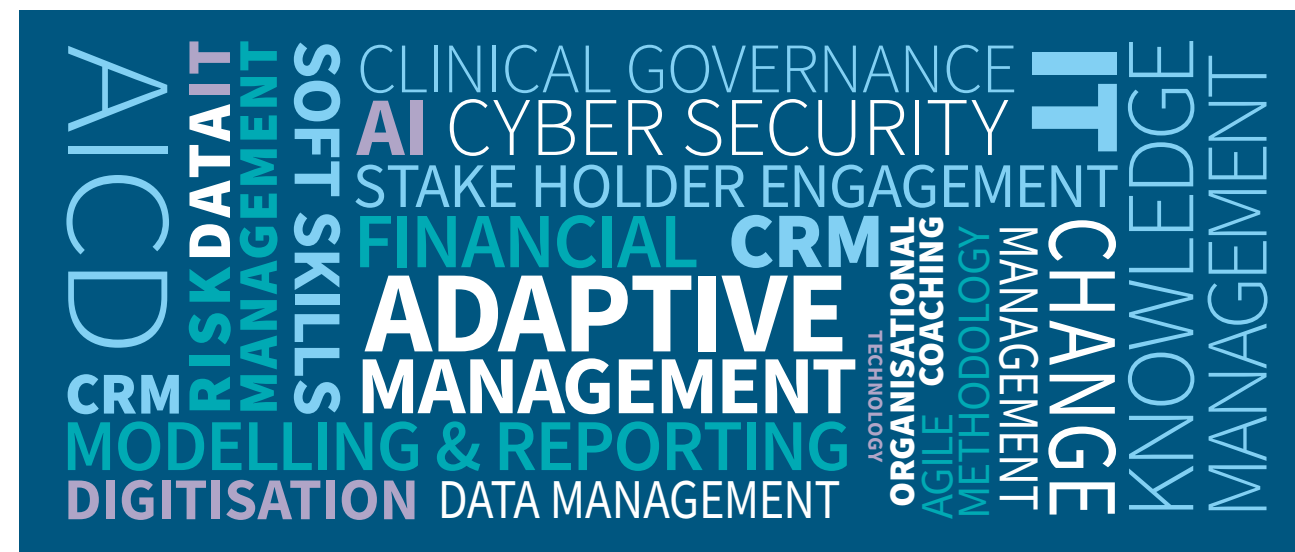 AICD
CRM
RISK
DATA
IT
MANAGEMENT
SOFT SKILLS
CLINICAL GOVERNANCE
AI CYBER SECURITY
STAKE HOLDER ENGAGEMENT
FINANCIAL
CRM
ADAPTIVE
MANAGEMENT
MODELLING & REPORTING
DIGITISATION
DATA MANAGEMENT
TECHNOLOGY
ORGANISATIONAL
COACHING
AGILE
METHODOLOGY
MANAGEMENT
CHANGE
IT
KNOWLEDGE
MANAGEMENT